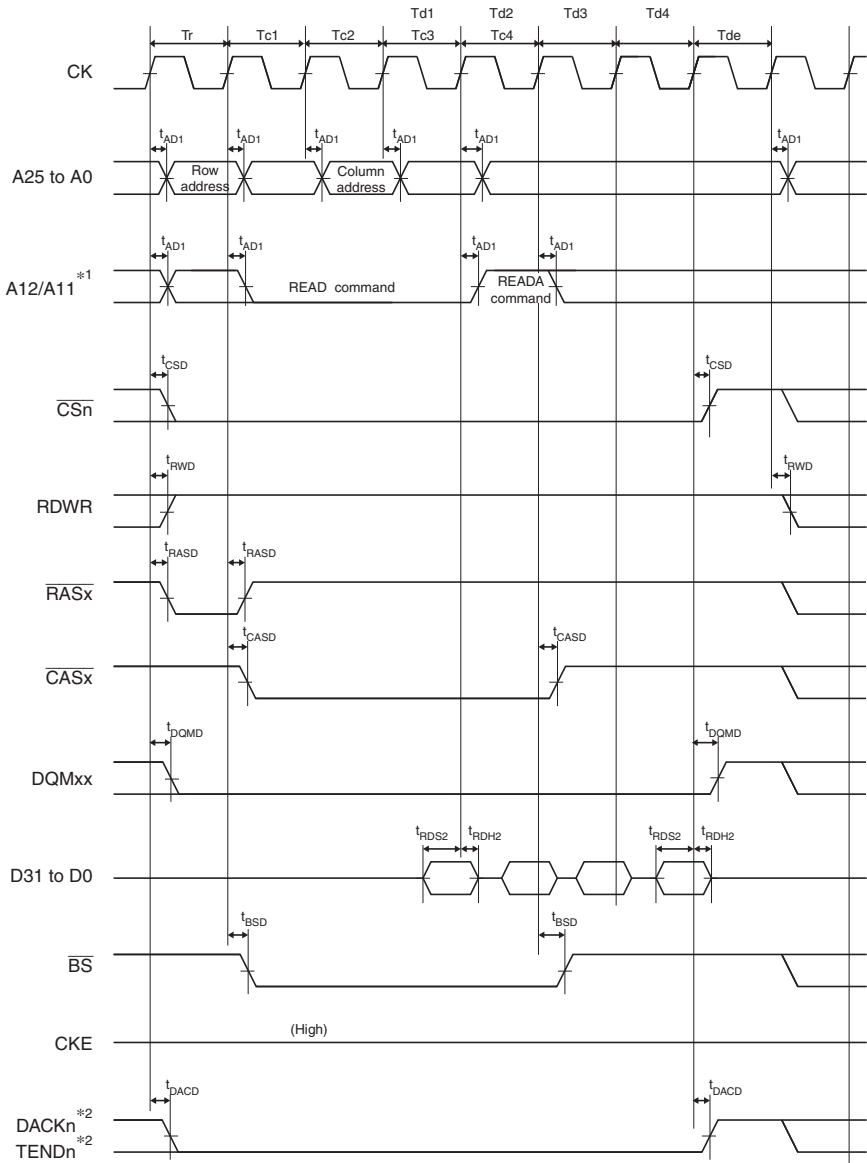 Td1 Td2 Td3 Td4
Tr Tc1 Tc2 Tc3 Tc4 Tde
CK
tAD1 tAD1 tAD1 tAD1 tAD1 tAD1
A25 to A0
Row address
Column address
tAD1 tAD1 tAD1 tAD1
A12/A11 *1
READ command
READA command
tCSD tCSD
CSn
tRWD tRWD
RDWR
tRASD tRASD
RASx
tCASD tCASD
CASx
tDQMD tDQMD
DQMxx
tRDS2 tRDH2 tRDS2 tRDH2
D31 to D0
tBSD tBSD
BS
(High)
CKE
tDACD tDACD
DACKn *2
TENDn *2